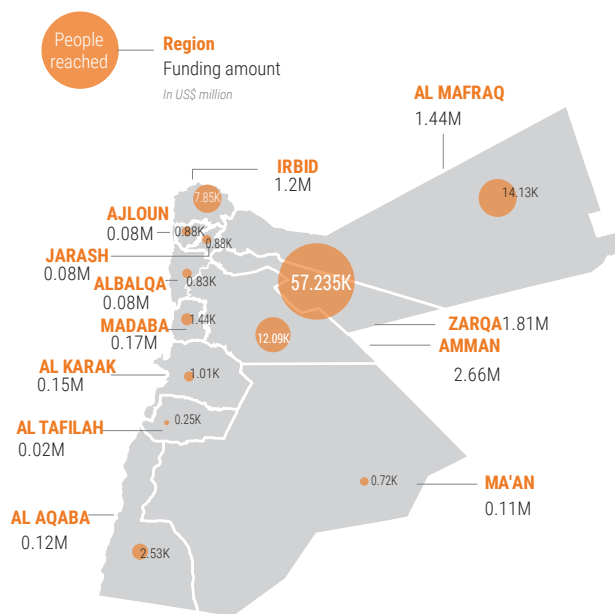 People
reached
Region
Funding amount
In US$ million
AL MAFRAQ
1.44M
14.13K
IRBID
1.2M
7.85K
AJLOUN
0.08M
0.88K
JARASH
0.08M
0.88K
ALBALQA
0.08M
0.83K
57.235K
MADABA
0.17M
1.44K
12.09K
ZARQA 1.81M
AMMAN
2.66M
AL KARAK
0.15M
1.01K
AL TAFILAH
0.02M
0.25K
MA'AN
0.11M
0.72K
AL AQABA
0.12M
2.53K